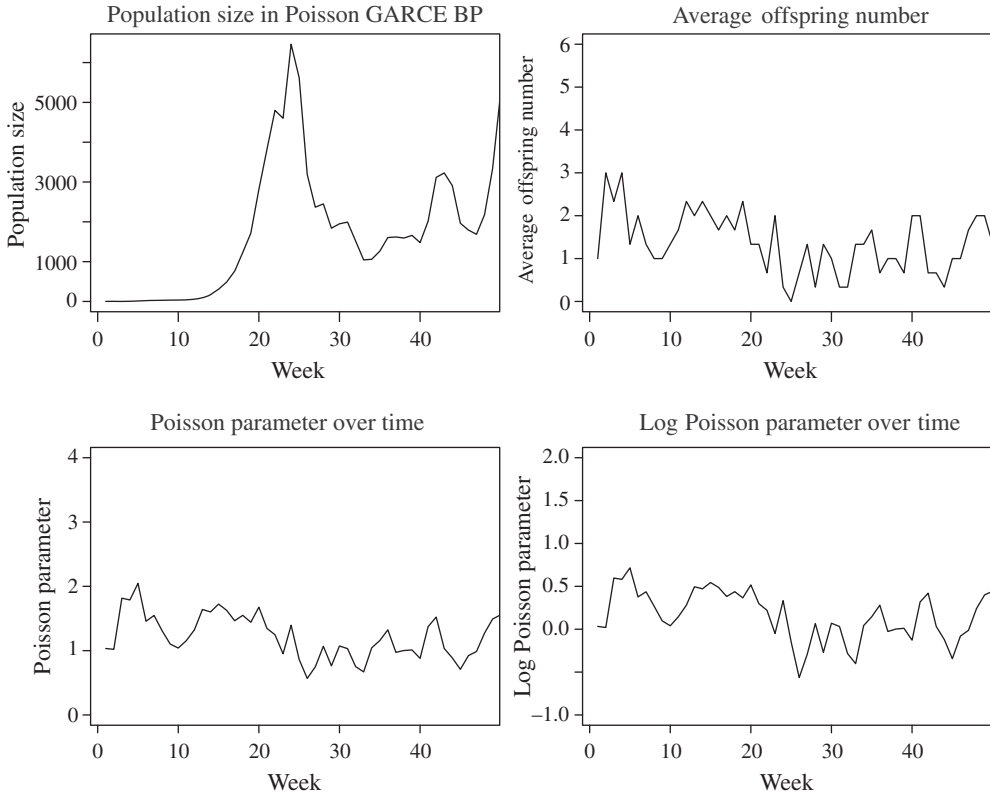 Population size in Poisson GARCE BP
Population size
5000
3000
1000
0
0 10 20 30 40
Week
Average offspring number
Average offspring number
6
5
4
3
2
1
0
0 10 20 30 40
Week
Poisson parameter over time
Poisson parameter
4
3
2
1
0
0 10 20 30 40
Week
Log Poisson parameter over time
Log Poisson parameter
2.0
1.5
1.0
0.5
0.0
–1.0
0 10 20 30 40
Week